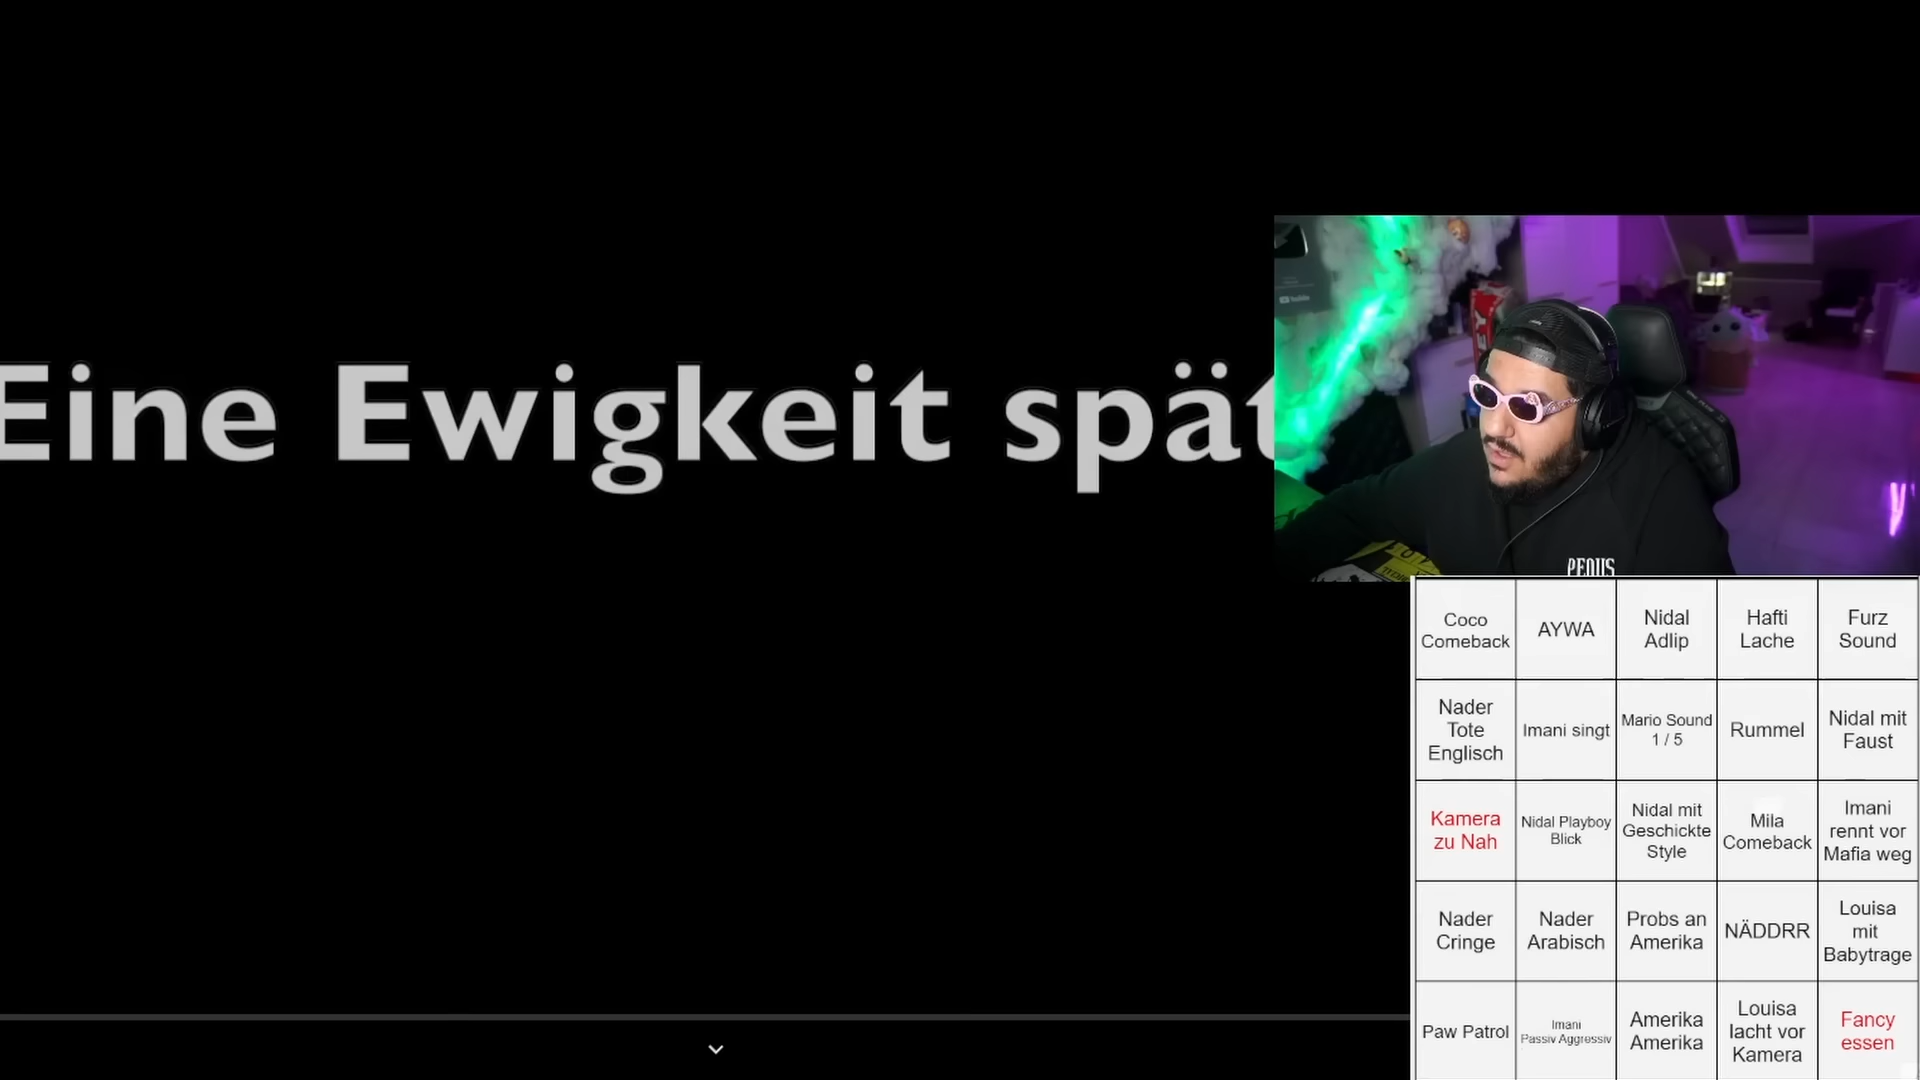 Eine Ewigkeit spät
PEQUS
Coco
Comeback
AYWA
Nidal
Adlip
Hafti
Lache
Furz
Sound
Nader
Tote
Englisch
Imani singt
Mario Sound
1 / 5
Rummel
Nidal mit
Faust
Kamera
zu Nah
Nidal Playboy
Blick
Nidal mit
Geschickte
Style
Mila
Comeback
Imani
rennt vor
Mafia weg
Nader
Cringe
Nader
Arabisch
Probs an
Amerika
NÄDDRR
Louisa
mit
Babytrage
Paw Patrol
Imani
Passiv Aggressiv
Amerika
Amerika
Louisa
lacht vor
Kamera
Fancy
essen